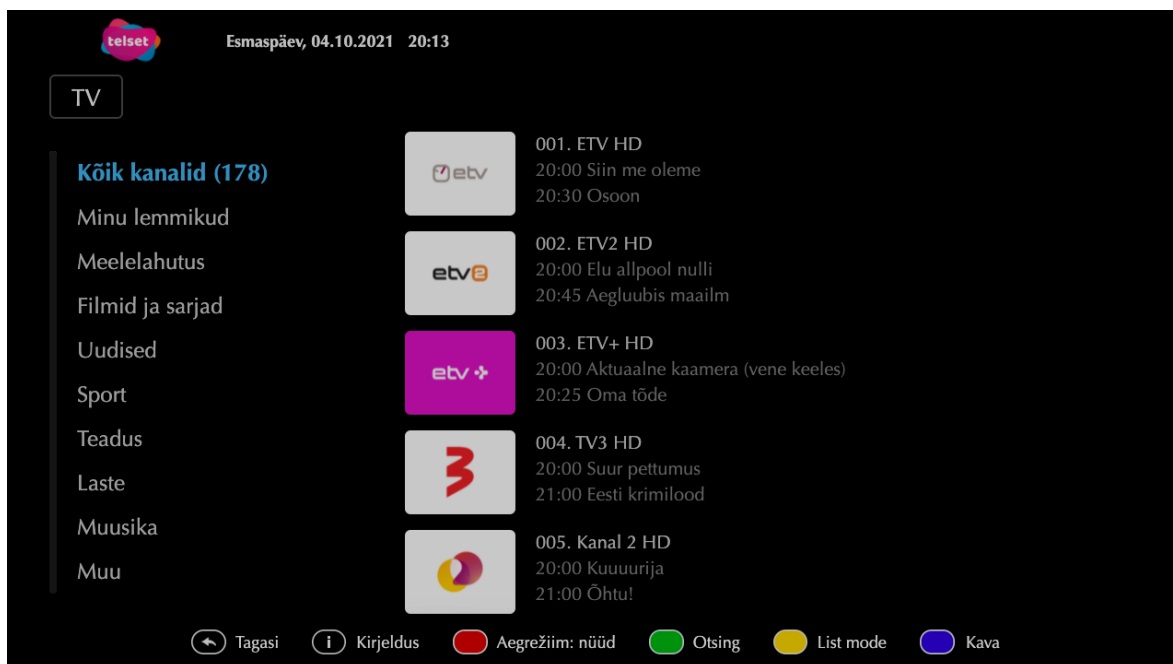 telset
Esmaspäev, 04.10.2021 20:13
TV
Kõik kanalid (178)
Minu lemmikud
Meelelahutus
Filmid ja sarjad
Uudised
Sport
Teadus
Laste
Muusika
Muu
etv
001. ETV HD
20:00 Siin me oleme
20:30 Osoon
etv2
002. ETV2 HD
20:00 Elu allpool nulli
20:45 Aegluubis maailm
etv+
003. ETV+ HD
20:00 Aktuaalne kaamera (vene keeles)
20:25 Oma tõde
3
004. TV3 HD
20:00 Suur pettumus
21:00 Eesti krimilood
005. Kanal 2 HD
20:00 Kuuuurija
21:00 Õhtu!
Tagasi i Kirjeldus Aegrežiim: nüüd Otsing List mode Kava